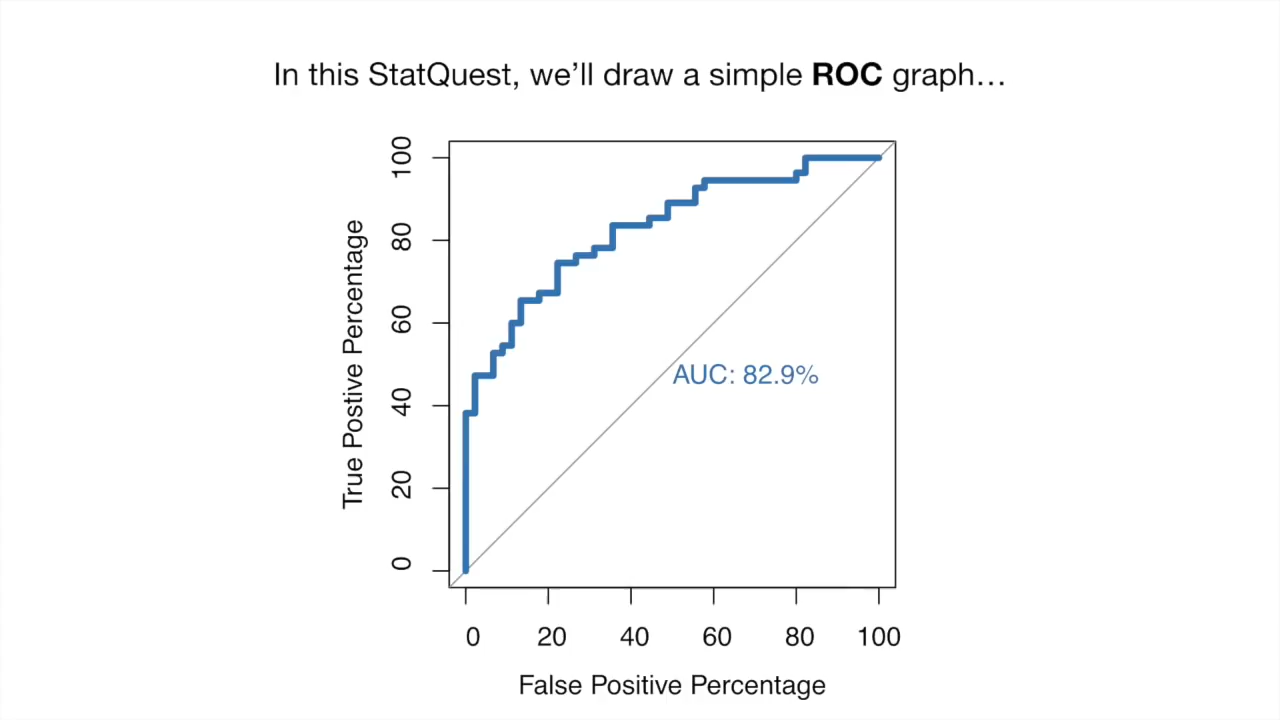 In this StatQuest, we'll draw a simple ROC graph…
100
80
60
40
20
0
True Postive Percentage
AUC: 82.9%
0 20 40 60 80 100
False Positive Percentage